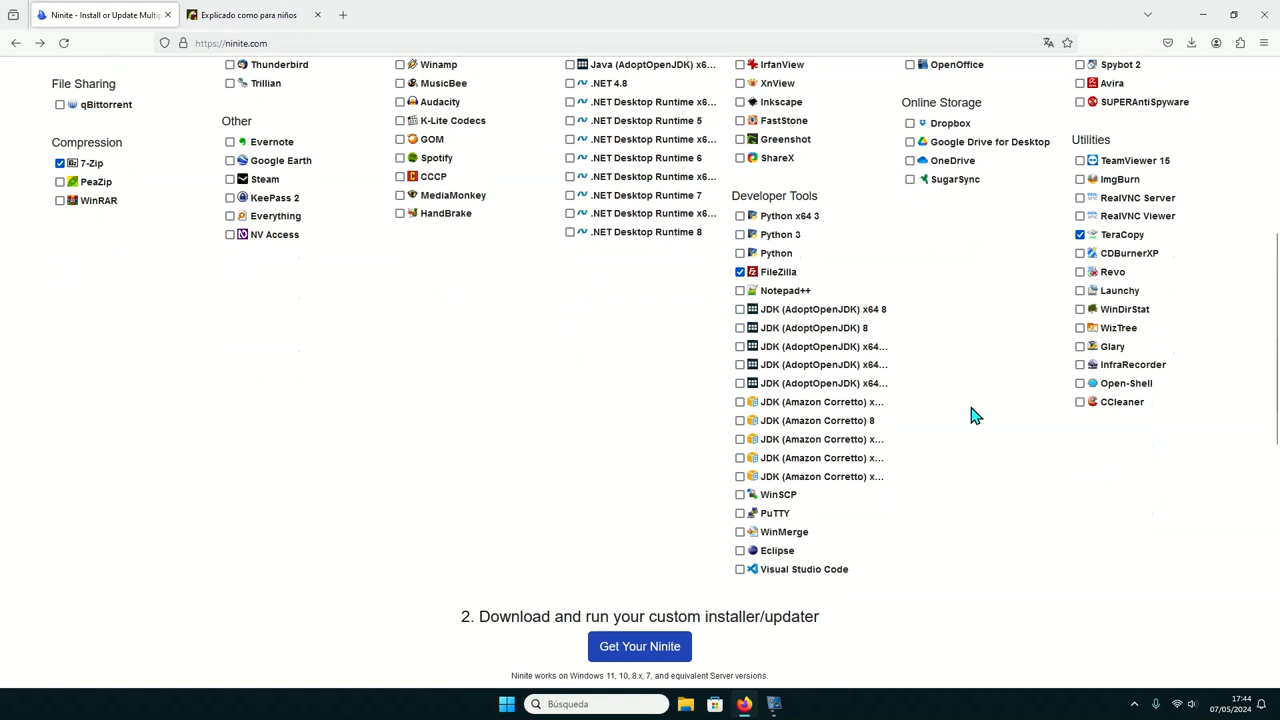 Ninite - Install or Update Multip
Explicado como para niños
https://ninite.com
File Sharing
qBittorrent
Compression
7-Zip
PeaZip
WinRAR
Thunderbird
Trillian
Other
Evernote
Google Earth
Steam
KeePass 2
Everything
NV Access
Winamp
MusicBee
Audacity
K-Lite Codecs
GOM
Spotify
CCCP
MediaMonkey
HandBrake
Java (AdoptOpenJDK) x6...
.NET 4.8
.NET Desktop Runtime x6...
.NET Desktop Runtime 5
.NET Desktop Runtime x6...
.NET Desktop Runtime 6
.NET Desktop Runtime x6...
.NET Desktop Runtime 7
.NET Desktop Runtime x6...
.NET Desktop Runtime 8
IrfanView
XnView
Inkscape
FastStone
Greenshot
ShareX
Developer Tools
Python x64 3
Python 3
Python
FileZilla
Notepad++
JDK (AdoptOpenJDK) x64 8
JDK (AdoptOpenJDK) 8
JDK (AdoptOpenJDK) x64...
JDK (AdoptOpenJDK) x64...
JDK (AdoptOpenJDK) x64...
JDK (Amazon Corretto) x...
JDK (Amazon Corretto) 8
JDK (Amazon Corretto) x...
JDK (Amazon Corretto) x...
JDK (Amazon Corretto) x...
WinSCP
PuTTY
WinMerge
Eclipse
Visual Studio Code
OpenOffice
Online Storage
Dropbox
Google Drive for Desktop
OneDrive
SugarSync
Spybot 2
Avira
SUPERAntiSpyware
Utilities
TeamViewer 15
ImgBurn
RealVNC Server
RealVNC Viewer
TeraCopy
CDBurnerXP
Revo
Launchy
WinDirStat
WizTree
Glary
InfraRecorder
Open-Shell
CCleaner
2. Download and run your custom installer/updater
Get Your Ninite
Ninite works on Windows 11, 10, 8.x, 7, and equivalent Server versions.
Búsqueda
17:44
07/05/2024